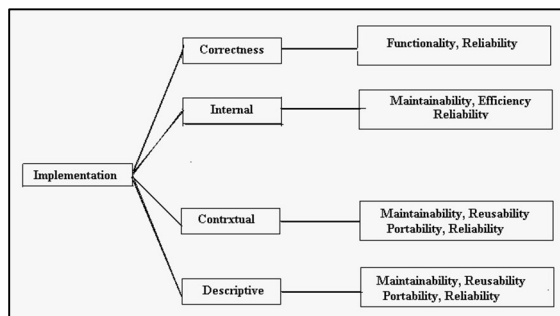 Correctness
Functionality, Reliability
Internal
Maintainability, Efficiency
Reliability
Implementation
Contrxtual
Maintainability, Reusability
Portability, Reliability
Descriptive
Maintainability, Reusability
Portability, Reliability